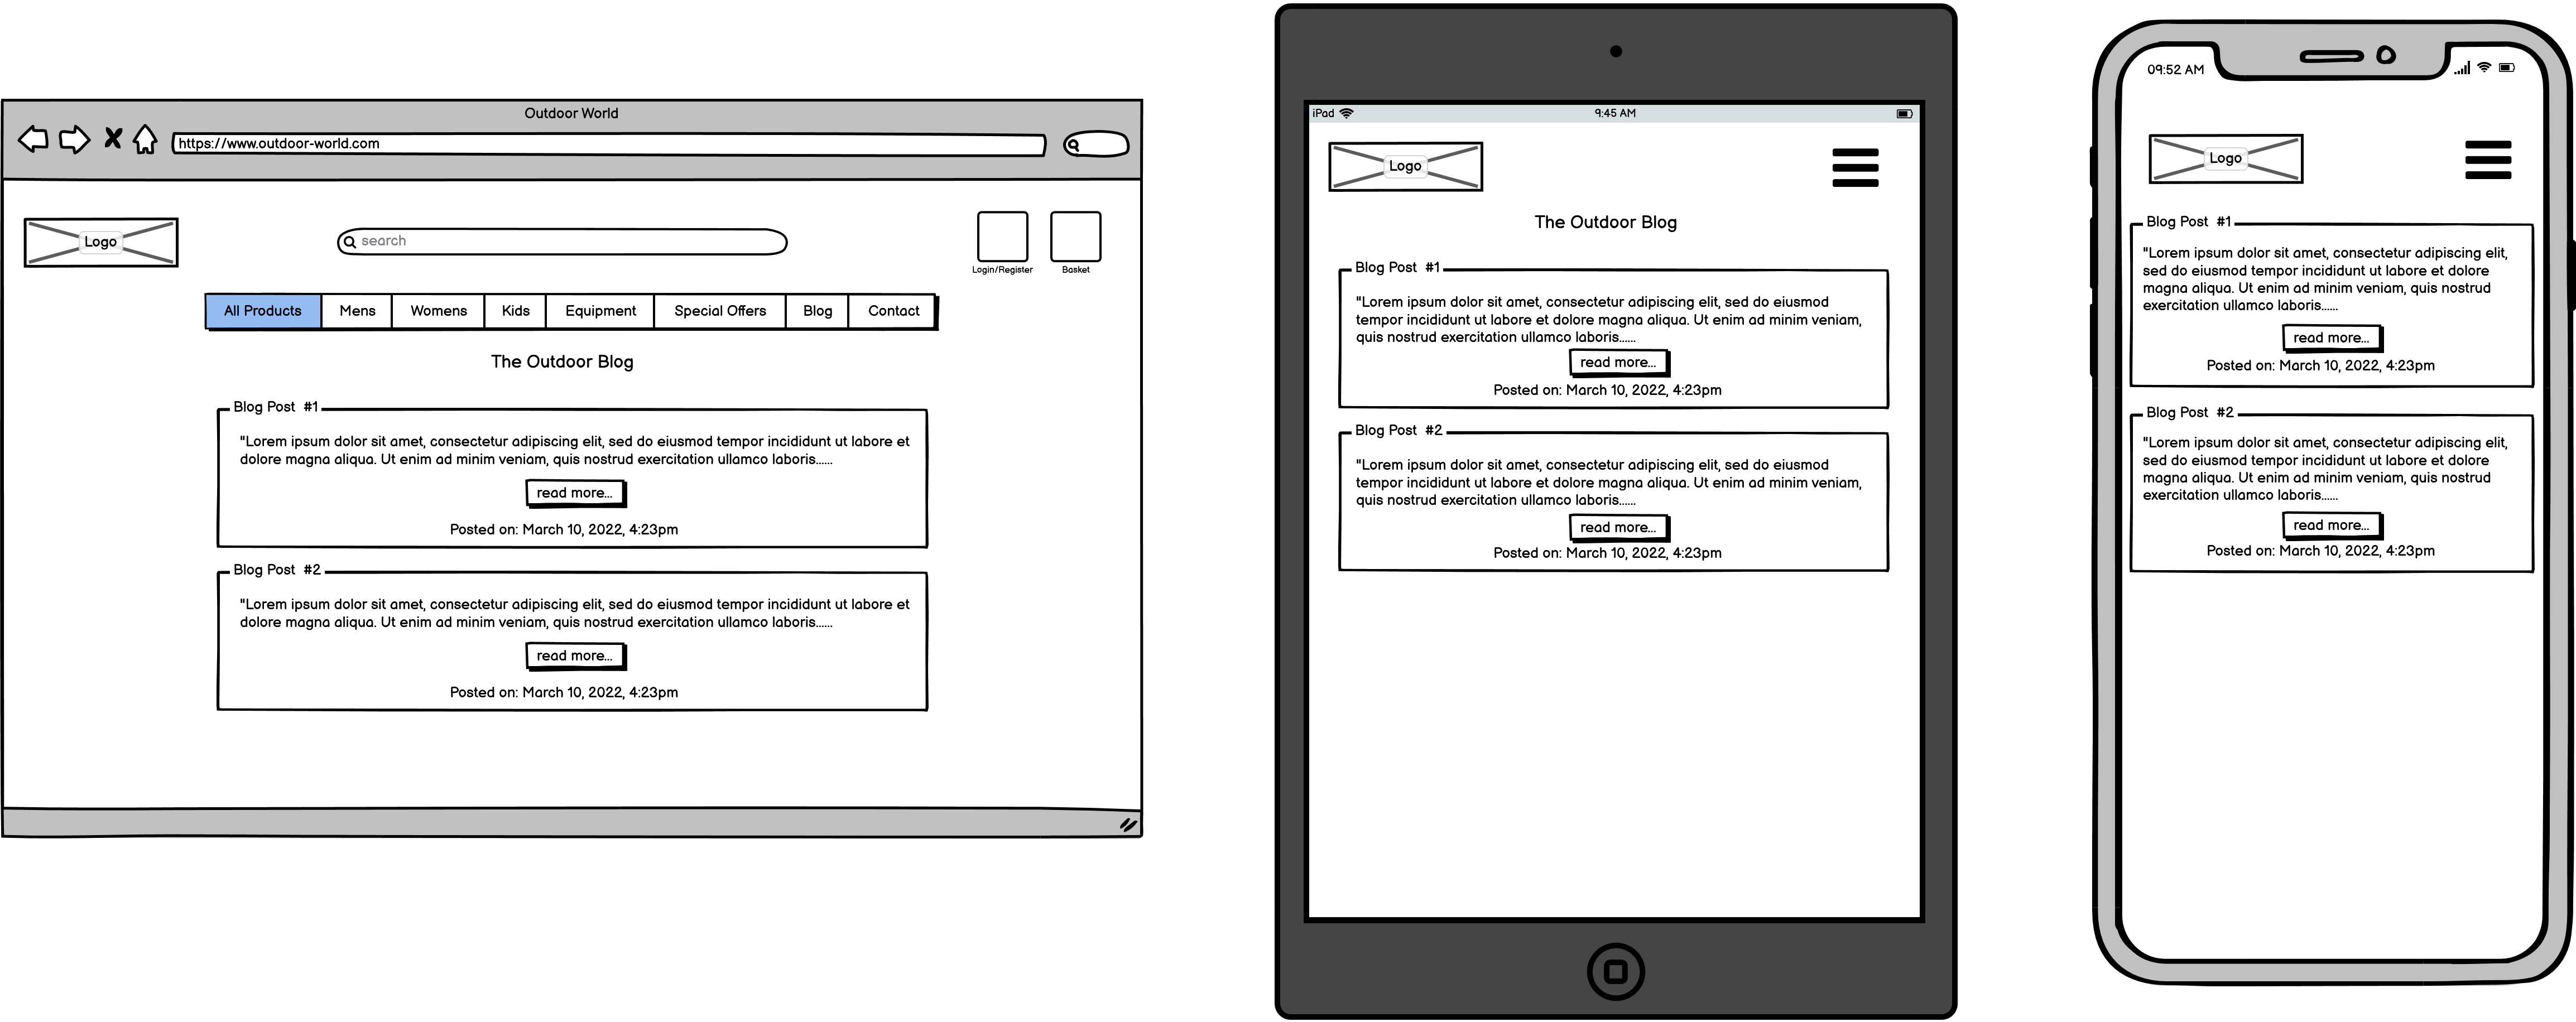 Outdoor World
https://www.outdoor-world.com
Logo
search
Login/Register
Basket
All Products Mens Womens Kids Equipment Special Offers Blog Contact
The Outdoor Blog
Blog Post #1
"Lorem ipsum dolor sit amet, consectetur adipiscing elit, sed do eiusmod tempor incididunt ut labore et
dolore magna aliqua. Ut enim ad minim veniam, quis nostrud exercitation ullamco laboris......
read more...
Posted on: March 10, 2022, 4:23pm
Blog Post #2
"Lorem ipsum dolor sit amet, consectetur adipiscing elit, sed do eiusmod tempor incididunt ut labore et
dolore magna aliqua. Ut enim ad minim veniam, quis nostrud exercitation ullamco laboris......
read more...
Posted on: March 10, 2022, 4:23pm
iPad
9:45 AM
Logo
The Outdoor Blog
Blog Post #1
"Lorem ipsum dolor sit amet, consectetur adipiscing elit, sed do eiusmod
tempor incididunt ut labore et dolore magna aliqua. Ut enim ad minim veniam,
quis nostrud exercitation ullamco laboris......
read more...
Posted on: March 10, 2022, 4:23pm
Blog Post #2
"Lorem ipsum dolor sit amet, consectetur adipiscing elit, sed do eiusmod
tempor incididunt ut labore et dolore magna aliqua. Ut enim ad minim veniam,
quis nostrud exercitation ullamco laboris......
read more...
Posted on: March 10, 2022, 4:23pm
09:52 AM
Logo
Blog Post #1
"Lorem ipsum dolor sit amet, consectetur adipiscing elit,
sed do eiusmod tempor incididunt ut labore et dolore
magna aliqua. Ut enim ad minim veniam, quis nostrud
exercitation ullamco laboris......
read more...
Posted on: March 10, 2022, 4:23pm
Blog Post #2
"Lorem ipsum dolor sit amet, consectetur adipiscing elit,
sed do eiusmod tempor incididunt ut labore et dolore
magna aliqua. Ut enim ad minim veniam, quis nostrud
exercitation ullamco laboris......
read more...
Posted on: March 10, 2022, 4:23pm